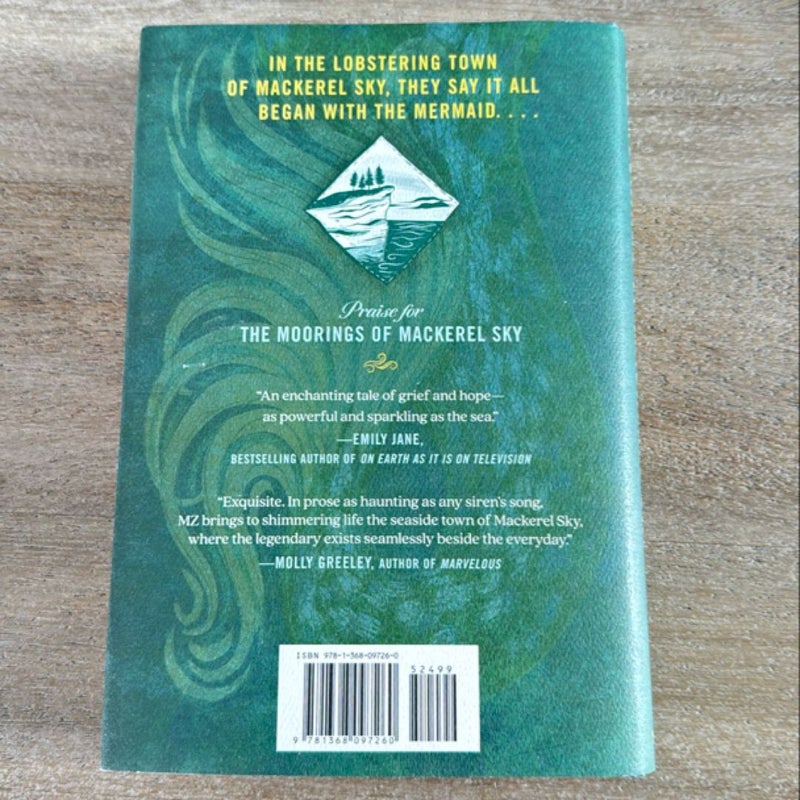 IN THE LOBSTERING TOWN
OF MACKEREL SKY, THEY SAY IT ALL
BEGAN WITH THE MERMAID. . . .
Praise for
THE MOORINGS OF MACKEREL SKY
“An enchanting tale of grief and hope—
as powerful and sparkling as the sea.”
—EMILY JANE,
BESTSELLING AUTHOR OF ON EARTH AS IT IS ON TELEVISION
“Exquisite. In prose as haunting as any siren’s song,
MZ brings to shimmering life the seaside town of Mackerel Sky,
where the legendary exists seamlessly beside the everyday.”
—MOLLY GREELEY, AUTHOR OF MARVELOUS
ISBN 978-1-368-09726-0
52499
9 781368 097260